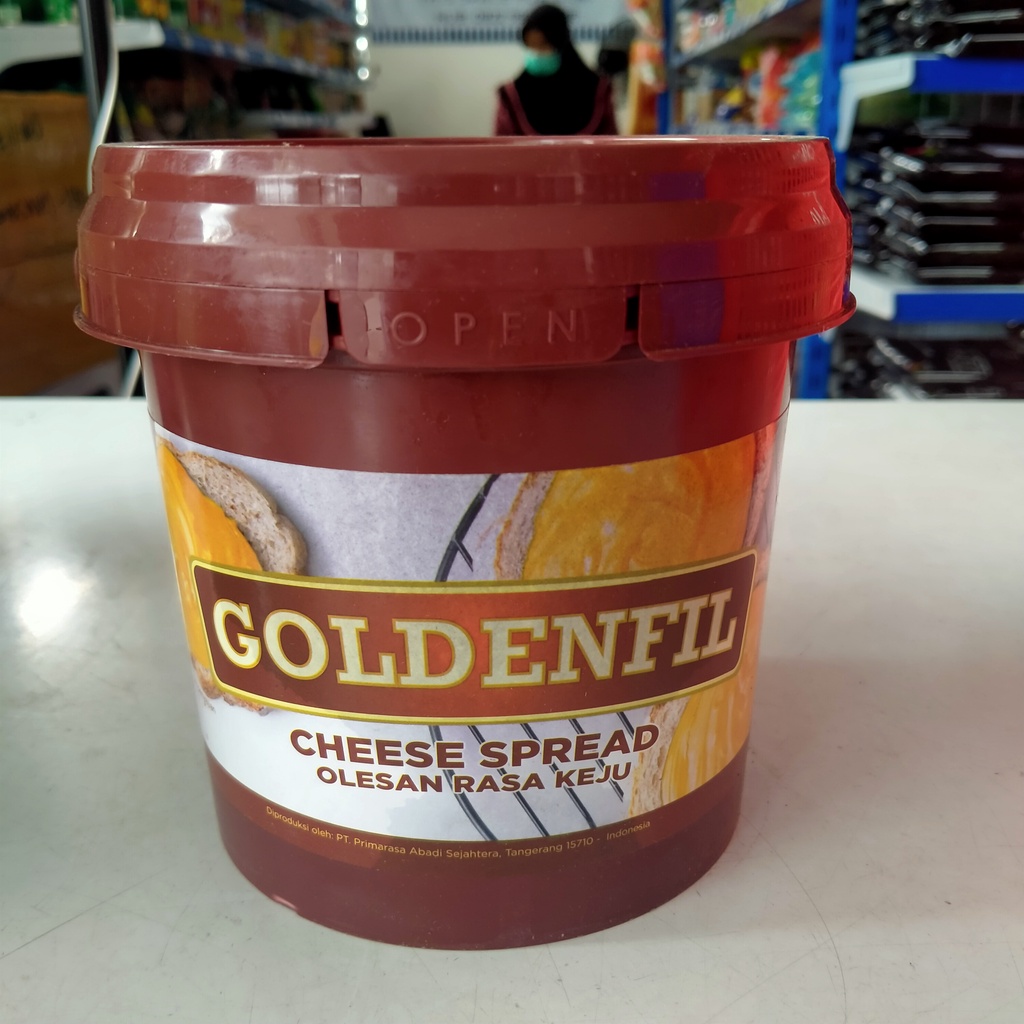 OPEN
GOLDENFIL
CHEESE SPREAD
OLESAN RASA KEJU
Diproduksi oleh: PT. Primarasa Abadi Sejahtera, Tangerang 15710 - Indonesia